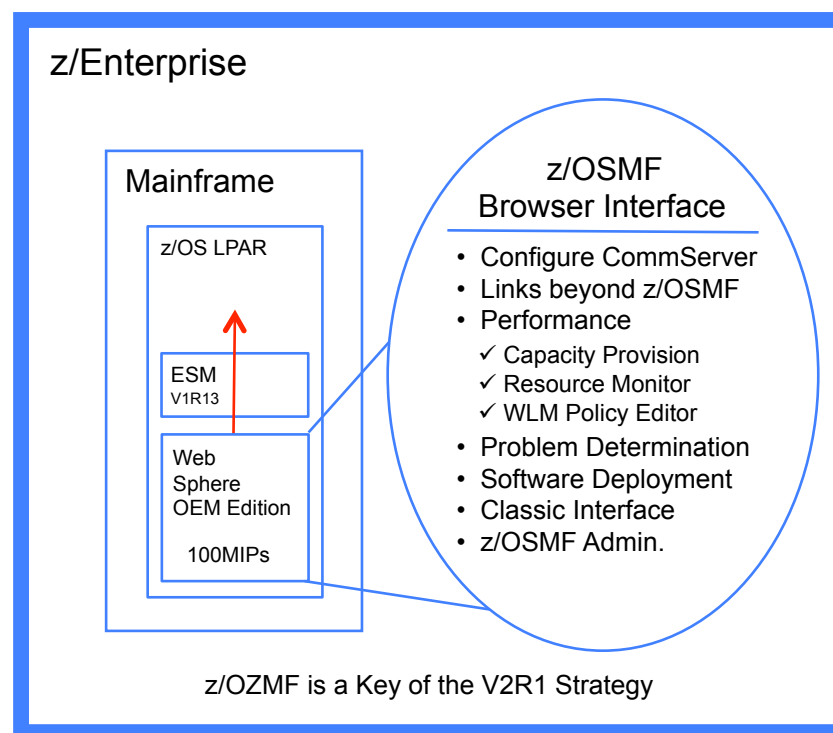 z/Enterprise
Mainframe
z/OS LPAR
ESM
V1R13
Web
Sphere
OEM Edition
100MIPs
z/OSMF
Browser Interface
• Configure CommServer
• Links beyond z/OSMF
• Performance
✓ Capacity Provision
✓ Resource Monitor
✓ WLM Policy Editor
• Problem Determination
• Software Deployment
• Classic Interface
• z/OSMF Admin.
z/OZMF is a Key of the V2R1 Strategy